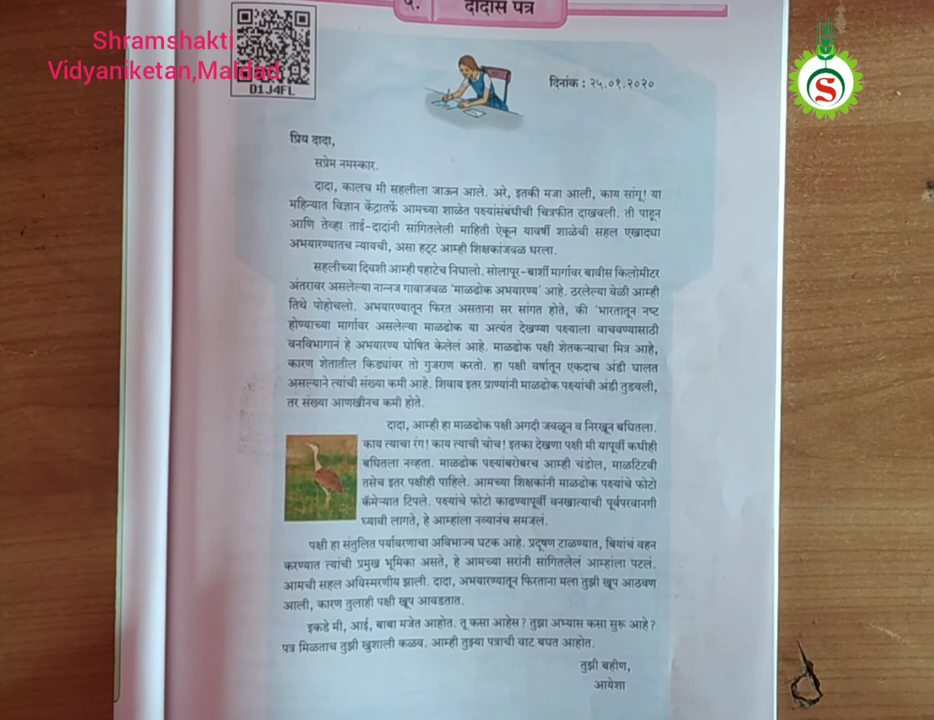 Shramshakti
Vidyaniketan,Maldad
D1J4FL
५. दादास पत्र
S
दिनांक : २५.०१.२०२०
प्रिय दादा,
सप्रेम नमस्कार.
दादा, कालच मी सहलीला जाऊन आले. अरे, इतकी मजा आली, काय सांगू! या
महिन्यात विज्ञान केंद्रातर्फे आमच्या शाळेत पक्ष्यांसंबंधीची चित्रफीत दाखवली. ती पाहून
आणि तेव्हा ताई-दादांनी सांगितलेली माहिती ऐकून यावर्षी शाळेची सहल एखाद्या
अभयारण्यातच न्यायची, असा हट्ट आम्ही शिक्षकांजवळ धरला.
सहलीच्या दिवशी आम्ही पहाटेच निघालो. सोलापूर-बार्शी मार्गावर बावीस किलोमीटर
अंतरावर असलेल्या नान्नज गावाजवळ 'माळढोक अभयारण्य' आहे. ठरलेल्या वेळी आम्ही
तिथे पोहोचलो. अभयारण्यातून फिरत असताना सर सांगत होते, की 'भारतातून नष्ट
होण्याच्या मार्गावर असलेल्या माळढोक या अत्यंत देखण्या पक्ष्याला वाचवण्यासाठी
वनविभागानं हे अभयारण्य घोषित केलेलं आहे. माळढोक पक्षी शेतकऱ्याचा मित्र आहे,
कारण शेतातील किड्यांवर तो गुजराण करतो. हा पक्षी वर्षातून एकदाच अंडी घालत
असल्याने त्यांची संख्या कमी आहे. शिवाय इतर प्राण्यांनी माळढोक पक्ष्यांची अंडी तुडवली,
तर संख्या आणखीनच कमी होते.
दादा, आम्ही हा माळढोक पक्षी अगदी जवळून व निरखून बघितला.
काय त्याचा रंग! काय त्याची चोच! इतका देखणा पक्षी मी यापूर्वी कधीही
बघितला नव्हता. माळढोक पक्ष्यांबरोबरच आम्ही चंडोल, माळटिटवी
तसेच इतर पक्षीही पाहिले. आमच्या शिक्षकांनी माळढोक पक्ष्यांचे फोटो
कॅमेऱ्यात टिपले. पक्ष्यांचे फोटो काढण्यापूर्वी वनखात्याची पूर्वपरवानगी
घ्यावी लागते, हे आम्हांला नव्यानंच समजलं.
पक्षी हा संतुलित पर्यावरणाचा अविभाज्य घटक आहे. प्रदूषण टाळण्यात, बियांचं वहन
करण्यात त्यांची प्रमुख भूमिका असते, हे आमच्या सरांनी सांगितलेलं आम्हांला पटलं.
आमची सहल अविस्मरणीय झाली. दादा, अभयारण्यातून फिरताना मला तुझी खूप आठवण
आली, कारण तुलाही पक्षी खूप आवडतात.
इकडे मी, आई, बाबा मजेत आहोत. तू कसा आहेस? तुझा अभ्यास कसा सुरू आहे?
पत्र मिळताच तुझी खुशाली कळव. आम्ही तुझ्या पत्राची वाट बघत आहोत.
तुझी बहीण,
आयेशा